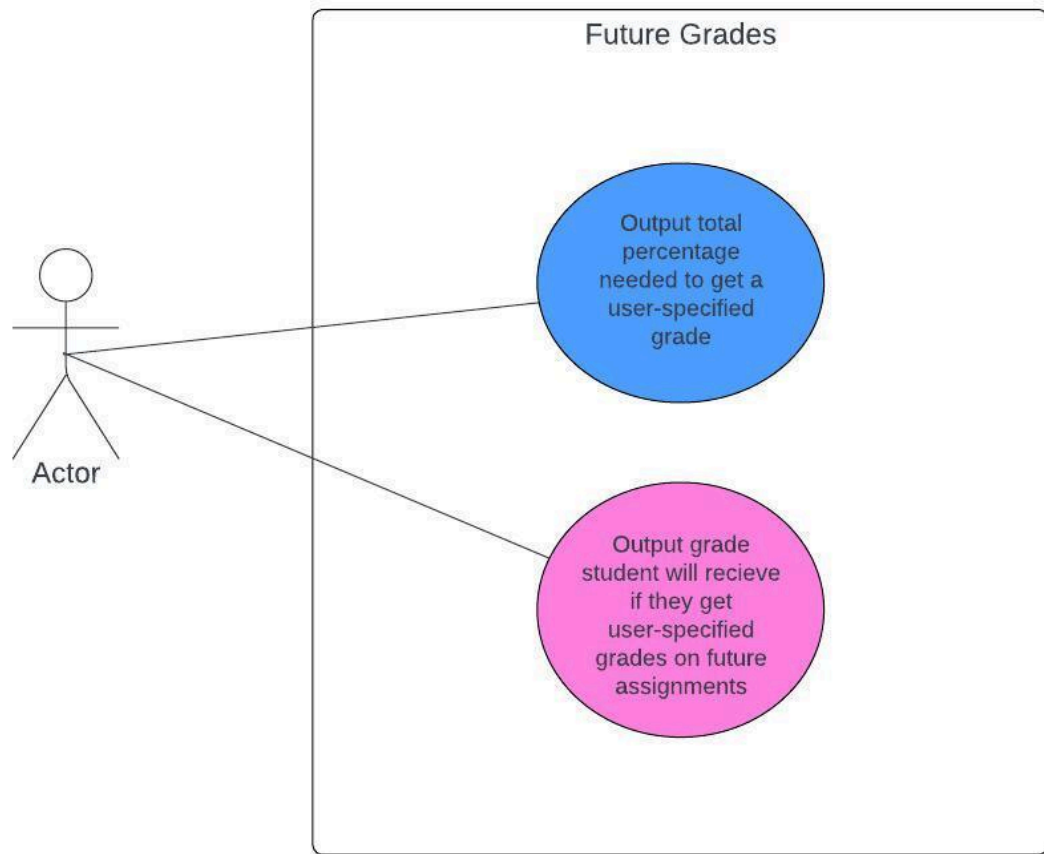 Future Grades
Output total
percentage
needed to get a
user-specified
grade
Actor
Output grade
student will recieve
if they get
user-specified
grades on future
assignments